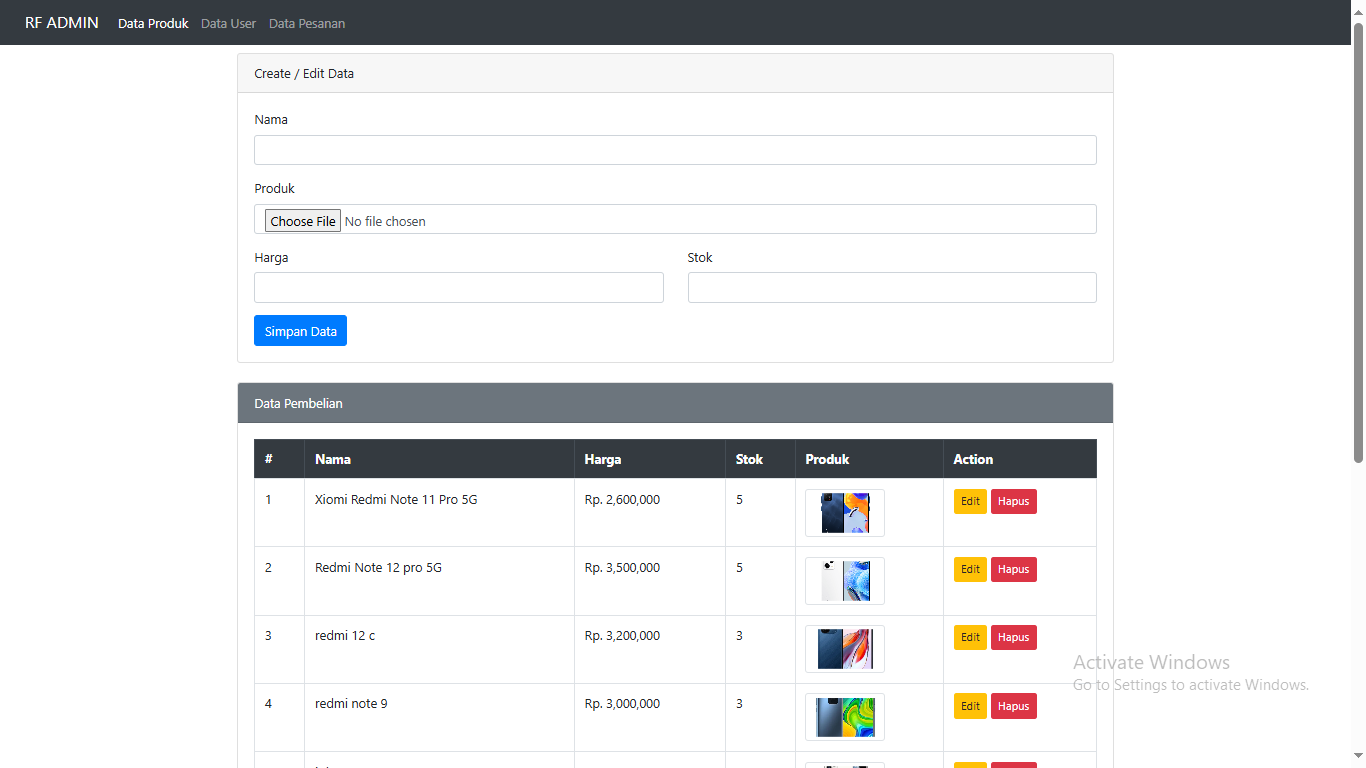 RF ADMIN Data Produk Data User Data Pesanan
Create / Edit Data
Nama
Produk
Choose File No file chosen
Harga Stok
Simpan Data
Data Pembelian
# Nama Harga Stok Produk Action
1 Xiomi Redmi Note 11 Pro 5G Rp. 2,600,000 5 Edit Hapus
2 Redmi Note 12 pro 5G Rp. 3,500,000 5 Edit Hapus
3 redmi 12 c Rp. 3,200,000 3 Edit Hapus
Activate Windows
Go to Settings to activate Windows.
4 redmi note 9 Rp. 3,000,000 3 Edit Hapus